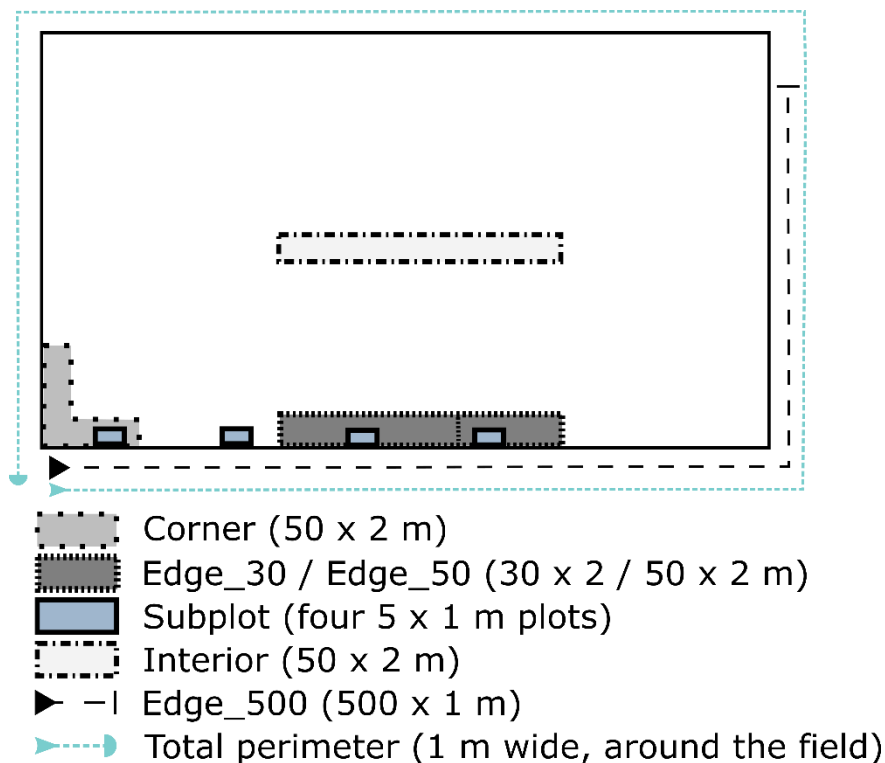 Corner (50 x 2 m)
Edge_30 / Edge_50 (30 x 2 / 50 x 2 m)
Subplot (four 5 x 1 m plots)
Interior (50 x 2 m)
Edge_500 (500 x 1 m)
Total perimeter (1 m wide, around the field)